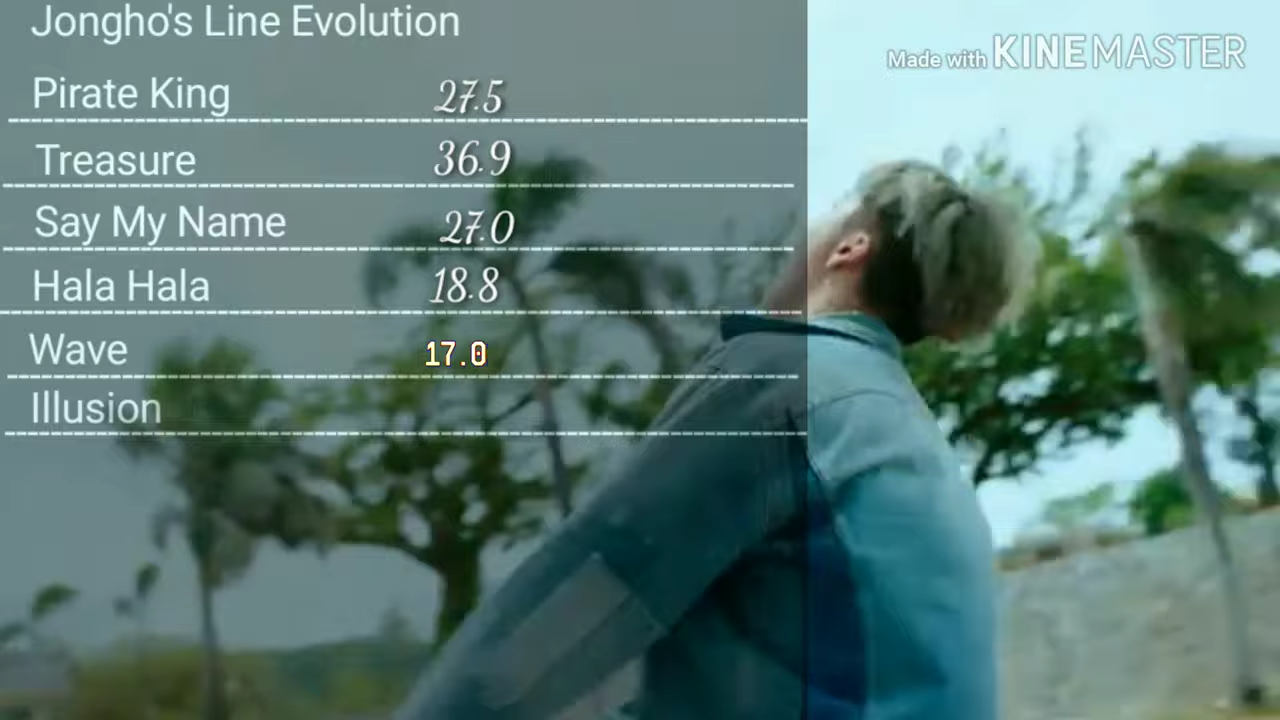 Jongho's Line Evolution
Made with KINEMASTER
Pirate King 27.5
Treasure 36.9
Say My Name 27.0
Hala Hala 18.8
Wave 17.0
Illusion